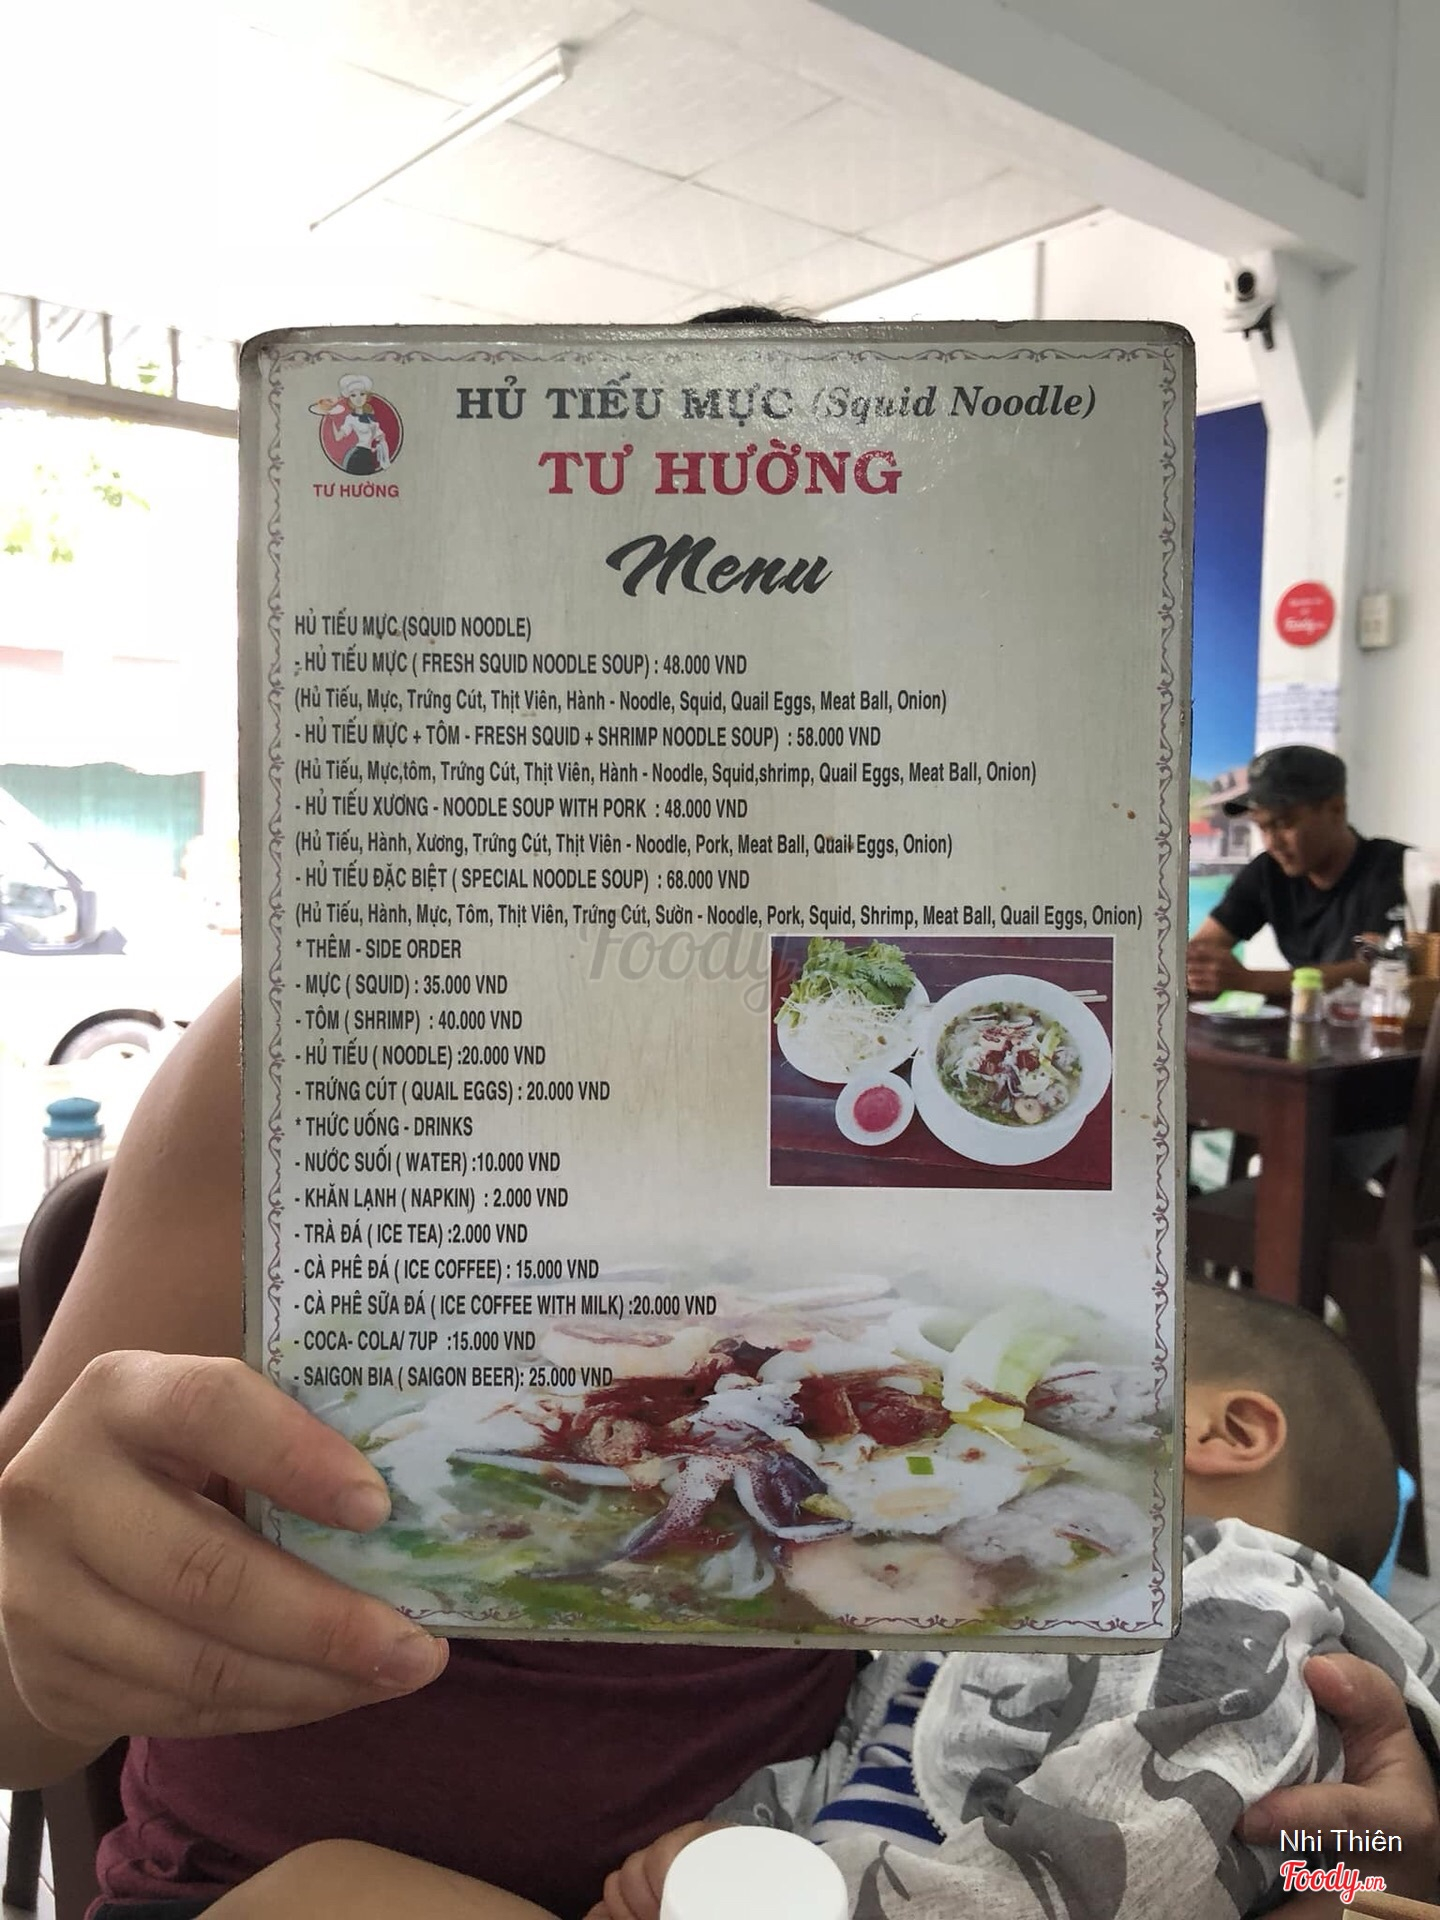 HỦ TIẾU MỰC (Squid Noodle)
TƯ HƯỜNG
TƯ HƯỜNG
Menu
HỦ TIẾU MỰC (SQUID NOODLE)
- HỦ TIẾU MỰC ( FRESH SQUID NOODLE SOUP) : 48.000 VND
(Hủ Tiếu, Mực, Trứng Cút, Thịt Viên, Hành - Noodle, Squid, Quail Eggs, Meat Ball, Onion)
- HỦ TIẾU MỰC + TÔM - FRESH SQUID + SHRIMP NOODLE SOUP) : 58.000 VND
(Hủ Tiếu, Mực,tôm, Trứng Cút, Thịt Viên, Hành - Noodle, Squid,shrimp, Quail Eggs, Meat Ball, Onion)
- HỦ TIẾU XƯƠNG - NOODLE SOUP WITH PORK : 48.000 VND
(Hủ Tiếu, Hành, Xương, Trứng Cút, Thịt Viên - Noodle, Pork, Meat Ball, Quail Eggs, Onion)
- HỦ TIẾU ĐẶC BIỆT ( SPECIAL NOODLE SOUP) : 68.000 VND
(Hủ Tiếu, Hành, Mực, Tôm, Thịt Viên, Trứng Cút, Sườn - Noodle, Pork, Squid, Shrimp, Meat Ball, Quail Eggs, Onion)
* THÊM - SIDE ORDER
- MỰC ( SQUID) : 35.000 VND
- TÔM ( SHRIMP) : 40.000 VND
- HỦ TIẾU ( NOODLE) :20.000 VND
- TRỨNG CÚT ( QUAIL EGGS) : 20.000 VND
* THỨC UỐNG - DRINKS
- NƯỚC SUỐI ( WATER) :10.000 VND
- KHĂN LẠNH ( NAPKIN) : 2.000 VND
- TRÀ ĐÁ ( ICE TEA) :2.000 VND
- CÀ PHÊ ĐÁ ( ICE COFFEE) : 15.000 VND
- CÀ PHÊ SỮA ĐÁ ( ICE COFFEE WITH MILK) :20.000 VND
- COCA- COLA/ 7UP :15.000 VND
- SAIGON BIA ( SAIGON BEER): 25.000 VND
Foody.vn
Foody
Nhi Thiên
Foody.vn